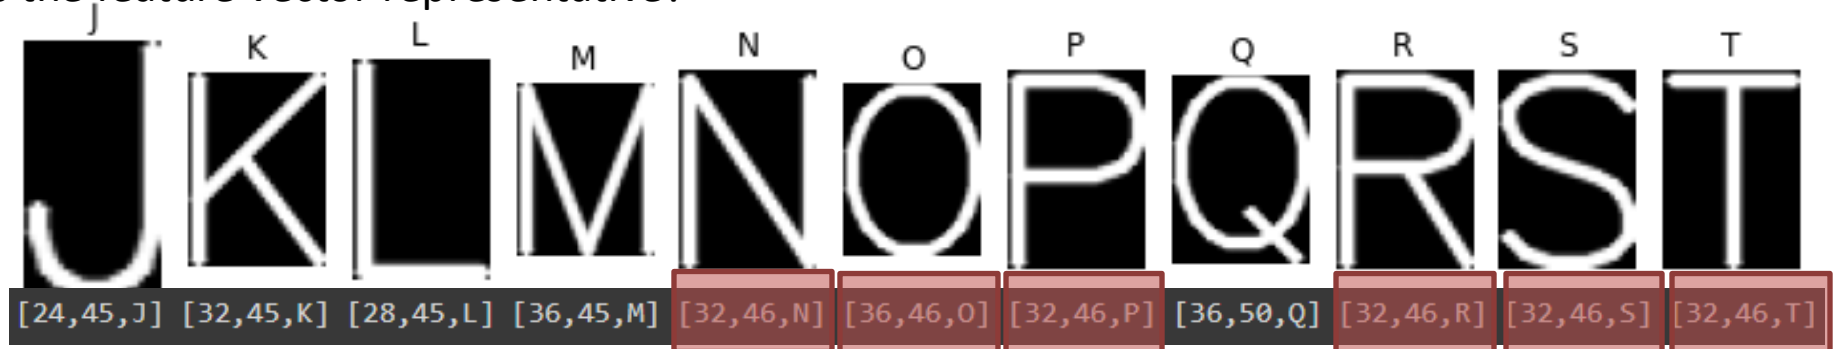 the feature vector representative?
J K L M N O P Q R S T
J K L M N O P Q R S T
[24,45,J] [32,45,K] [28,45,L] [36,45,M] [32,46,N] [36,46,O] [32,46,P] [36,50,Q] [32,46,R] [32,46,S] [32,46,T]